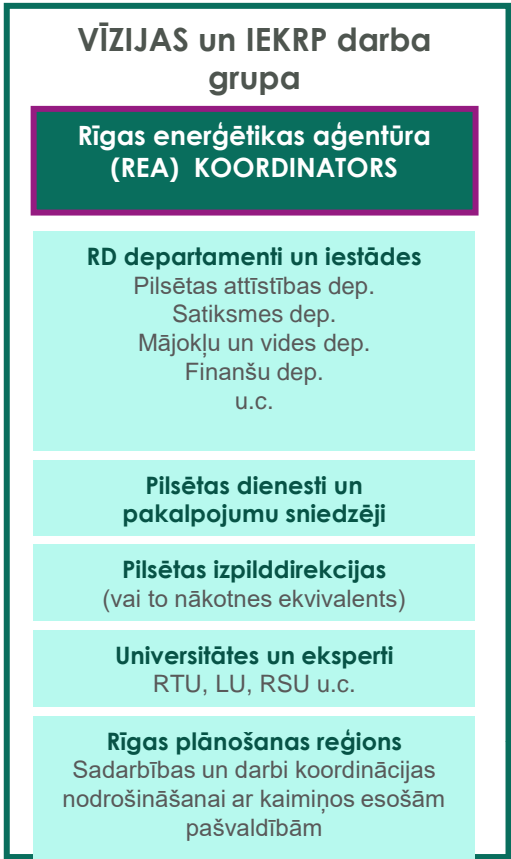 VĪZIJAS un IEKRP darba
grupa
Rīgas enerģētikas aģentūra
(REA) KOORDINATORS
RD departamenti un iestādes
Pilsētas attīstības dep.
Satiksmes dep.
Mājokļu un vides dep.
Finanšu dep.
u.c.
Pilsētas dienesti un
pakalpojumu sniedzēji
Pilsētas izpilddirekcijas
(vai to nākotnes ekvivalents)
Universitātes un eksperti
RTU, LU, RSU u.c.
Rīgas plānošanas reģions
Sadarbības un darbi koordinācijas
nodrošināšanai ar kaimiņos esošām
pašvaldībām